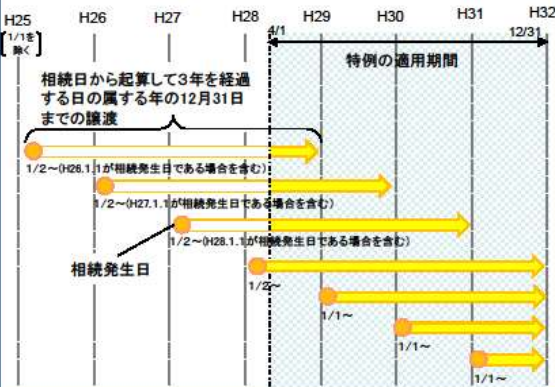 H25
H26
H27
H28
H29
H30
H31
H32
1/1を
除く
4/1
12/31
特例の適用期間
相続日から起算して3年を経過
する日の属する年の12月31日
までの譲渡
1/2～(H26.1.1が相続発生日である場合を含む)
1/2～(H27.1.1が相続発生日である場合を含む)
1/2～(H28.1.1が相続発生日である場合を含む)
相続発生日
1/2～
1/1～
1/1～
1/1～